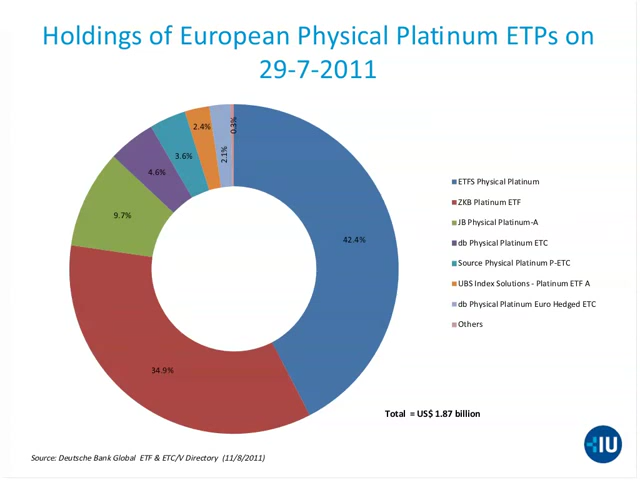 Holdings of European Physical Platinum ETPs on
29-7-2011
0.3%
2.4%
2.1%
3.6%
4.6%
9.7%
42.4%
34.9%
ETFS Physical Platinum
ZKB Platinum ETF
JB Physical Platinum-A
db Physical Platinum ETC
Source Physical Platinum P-ETC
UBS Index Solutions - Platinum ETF A
db Physical Platinum Euro Hedged ETC
Others
Total = US$ 1.87 billion
IU
Source: Deutsche Bank Global ETF & ETC/V Directory (11/8/2011)